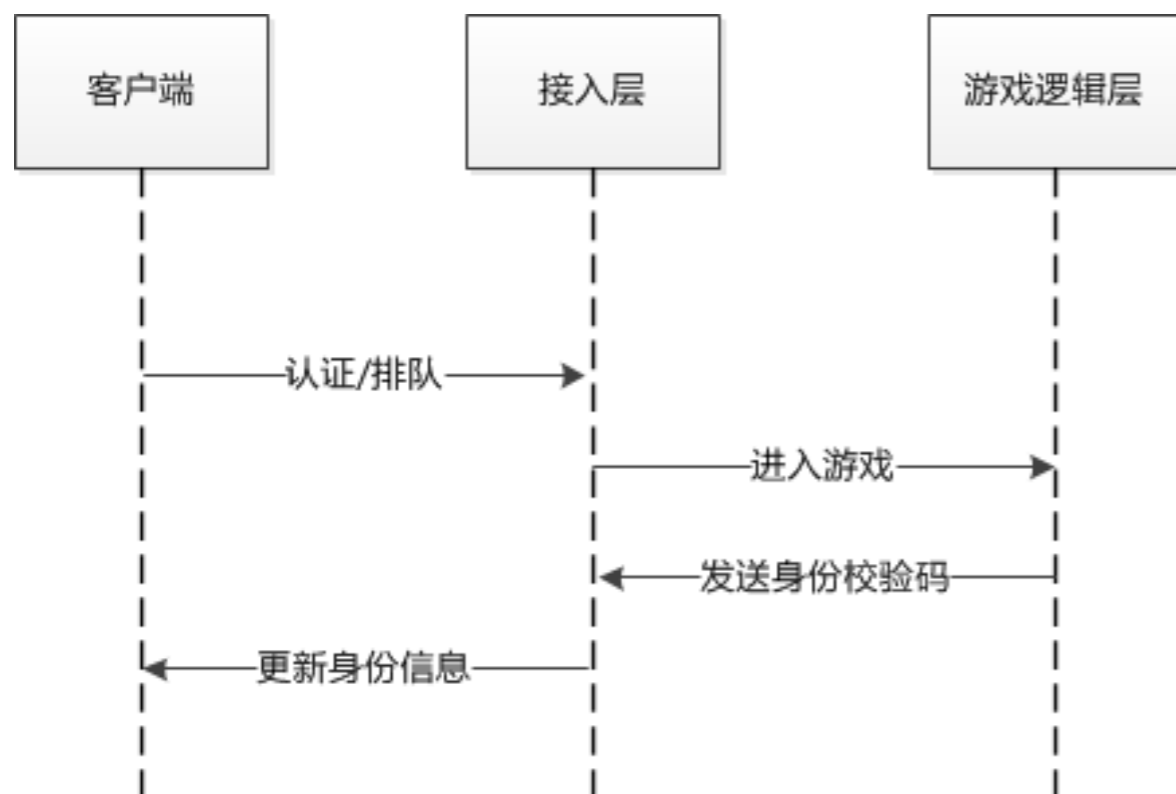 客户端
接入层
游戏逻辑层
认证/排队
进入游戏
发送身份校验码
更新身份信息